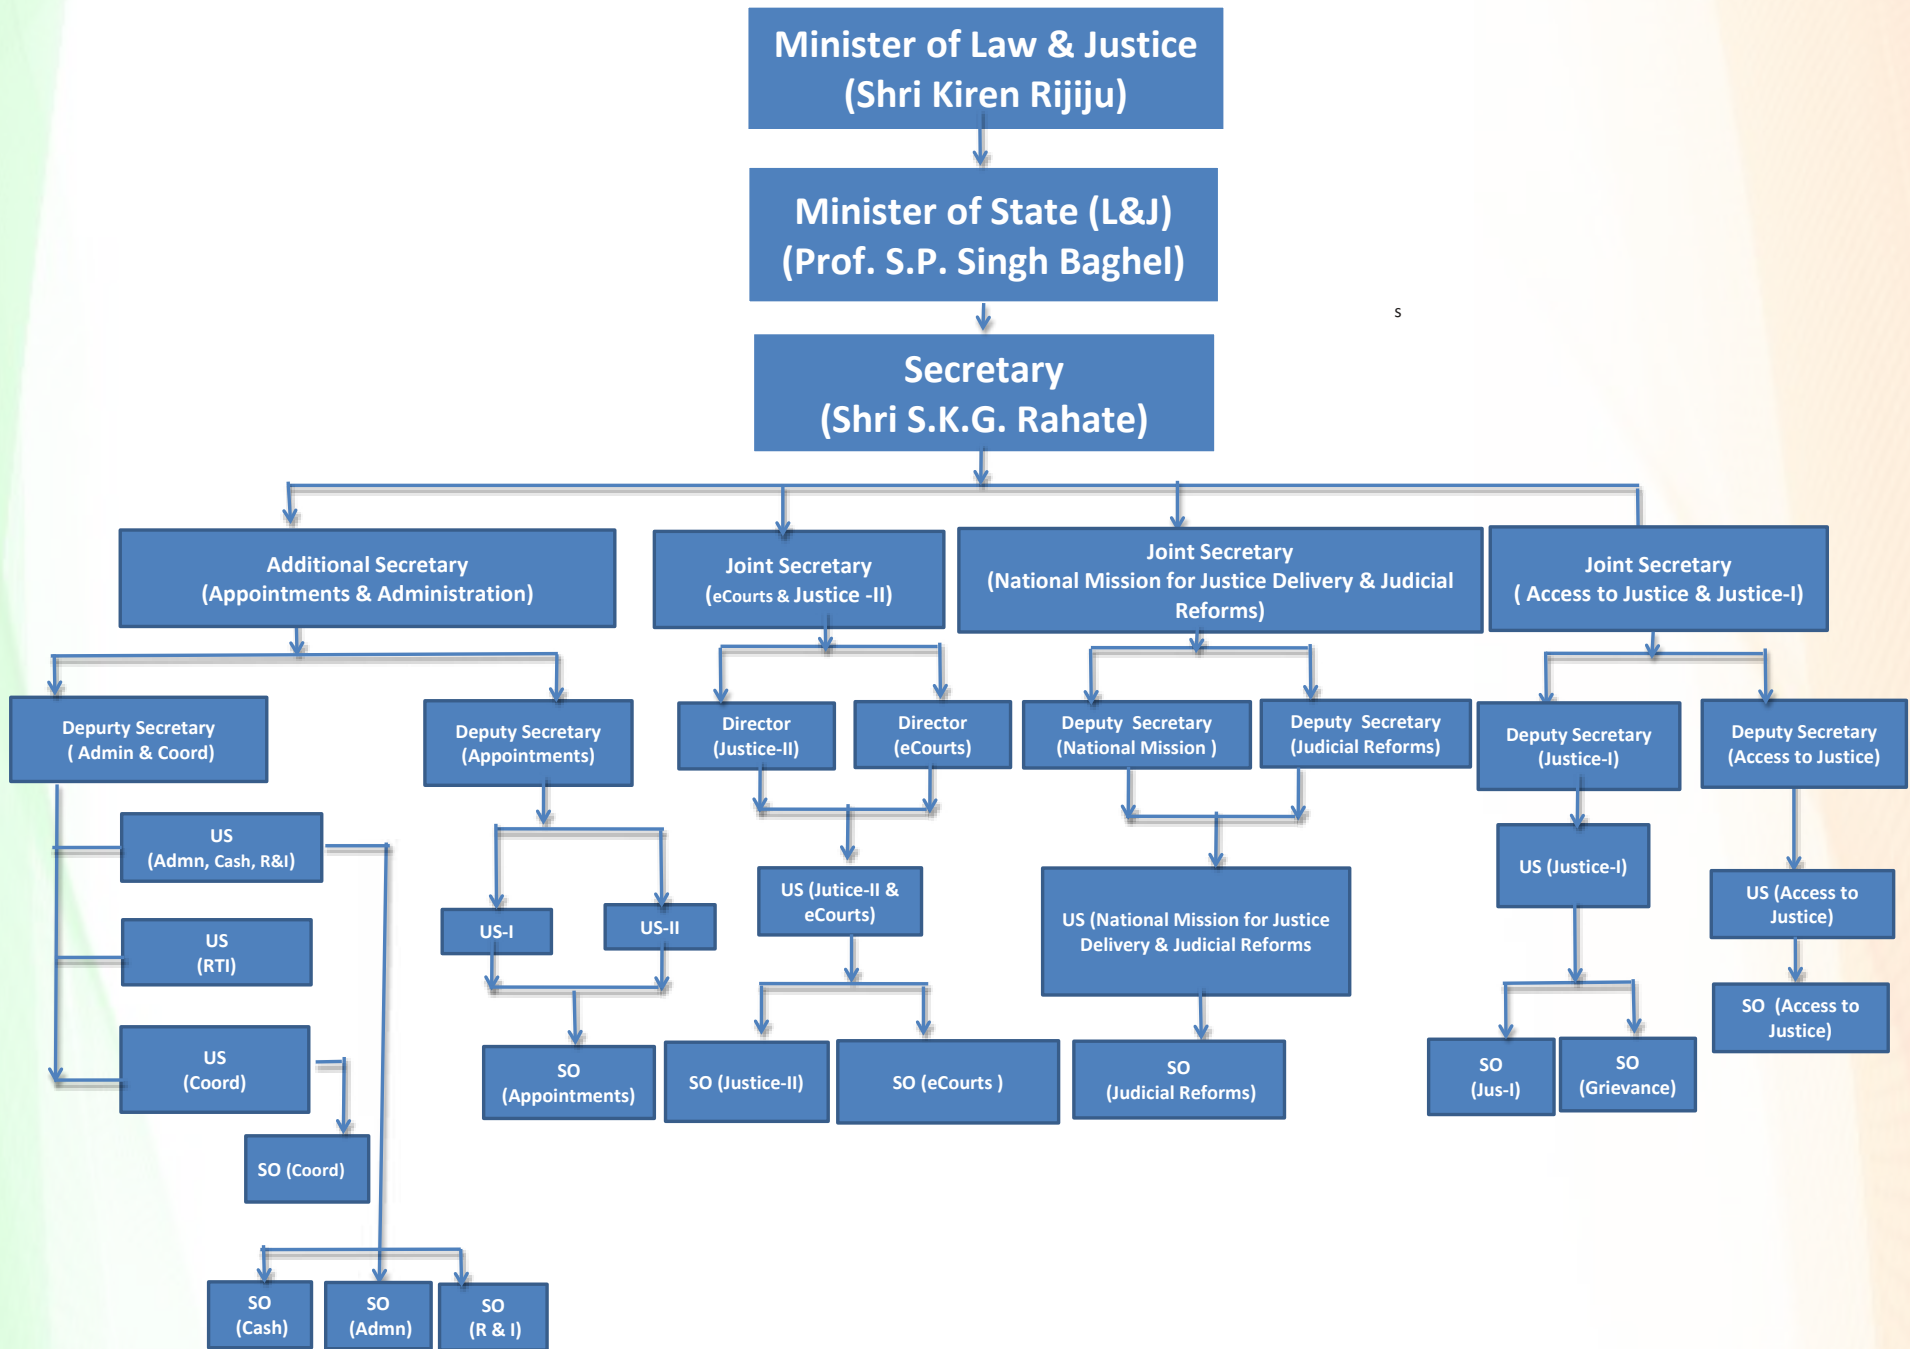 Minister of Law & Justice
(Shri Kiren Rijiju)
Minister of State (L&J)
(Prof. S.P. Singh Baghel)
s
Secretary
(Shri S.K.G. Rahate)
Additional Secretary
(Appointments & Administration)
Joint Secretary
(eCourts & Justice -II)
Joint Secretary
(National Mission for Justice Delivery & Judicial
Reforms)
Joint Secretary
( Access to Justice & Justice-I)
Depurty Secretary
( Admin & Coord)
Deputy Secretary
(Appointments)
Director
(Justice-II)
Director
(eCourts)
Deputy  Secretary
(National Mission )
Deputy  Secretary
(Judicial Reforms)
Deputy Secretary
(Justice-I)
Deputy Secretary
(Access to Justice)
US
(Admn, Cash, R&I)
US
(RTI)
US
(Coord)
US-I
US-II
US (Jutice-II &
eCourts)
US (National Mission for Justice
Delivery & Judicial Reforms
US (Justice-I)
US (Access to
Justice)
SO  (Access to
Justice)
SO
(Appointments)
SO (Justice-II)
SO (eCourts )
SO
(Judicial Reforms)
SO
(Jus-I)
SO
(Grievance)
SO (Coord)
SO
(Cash)
SO
(Admn)
SO
(R & I)